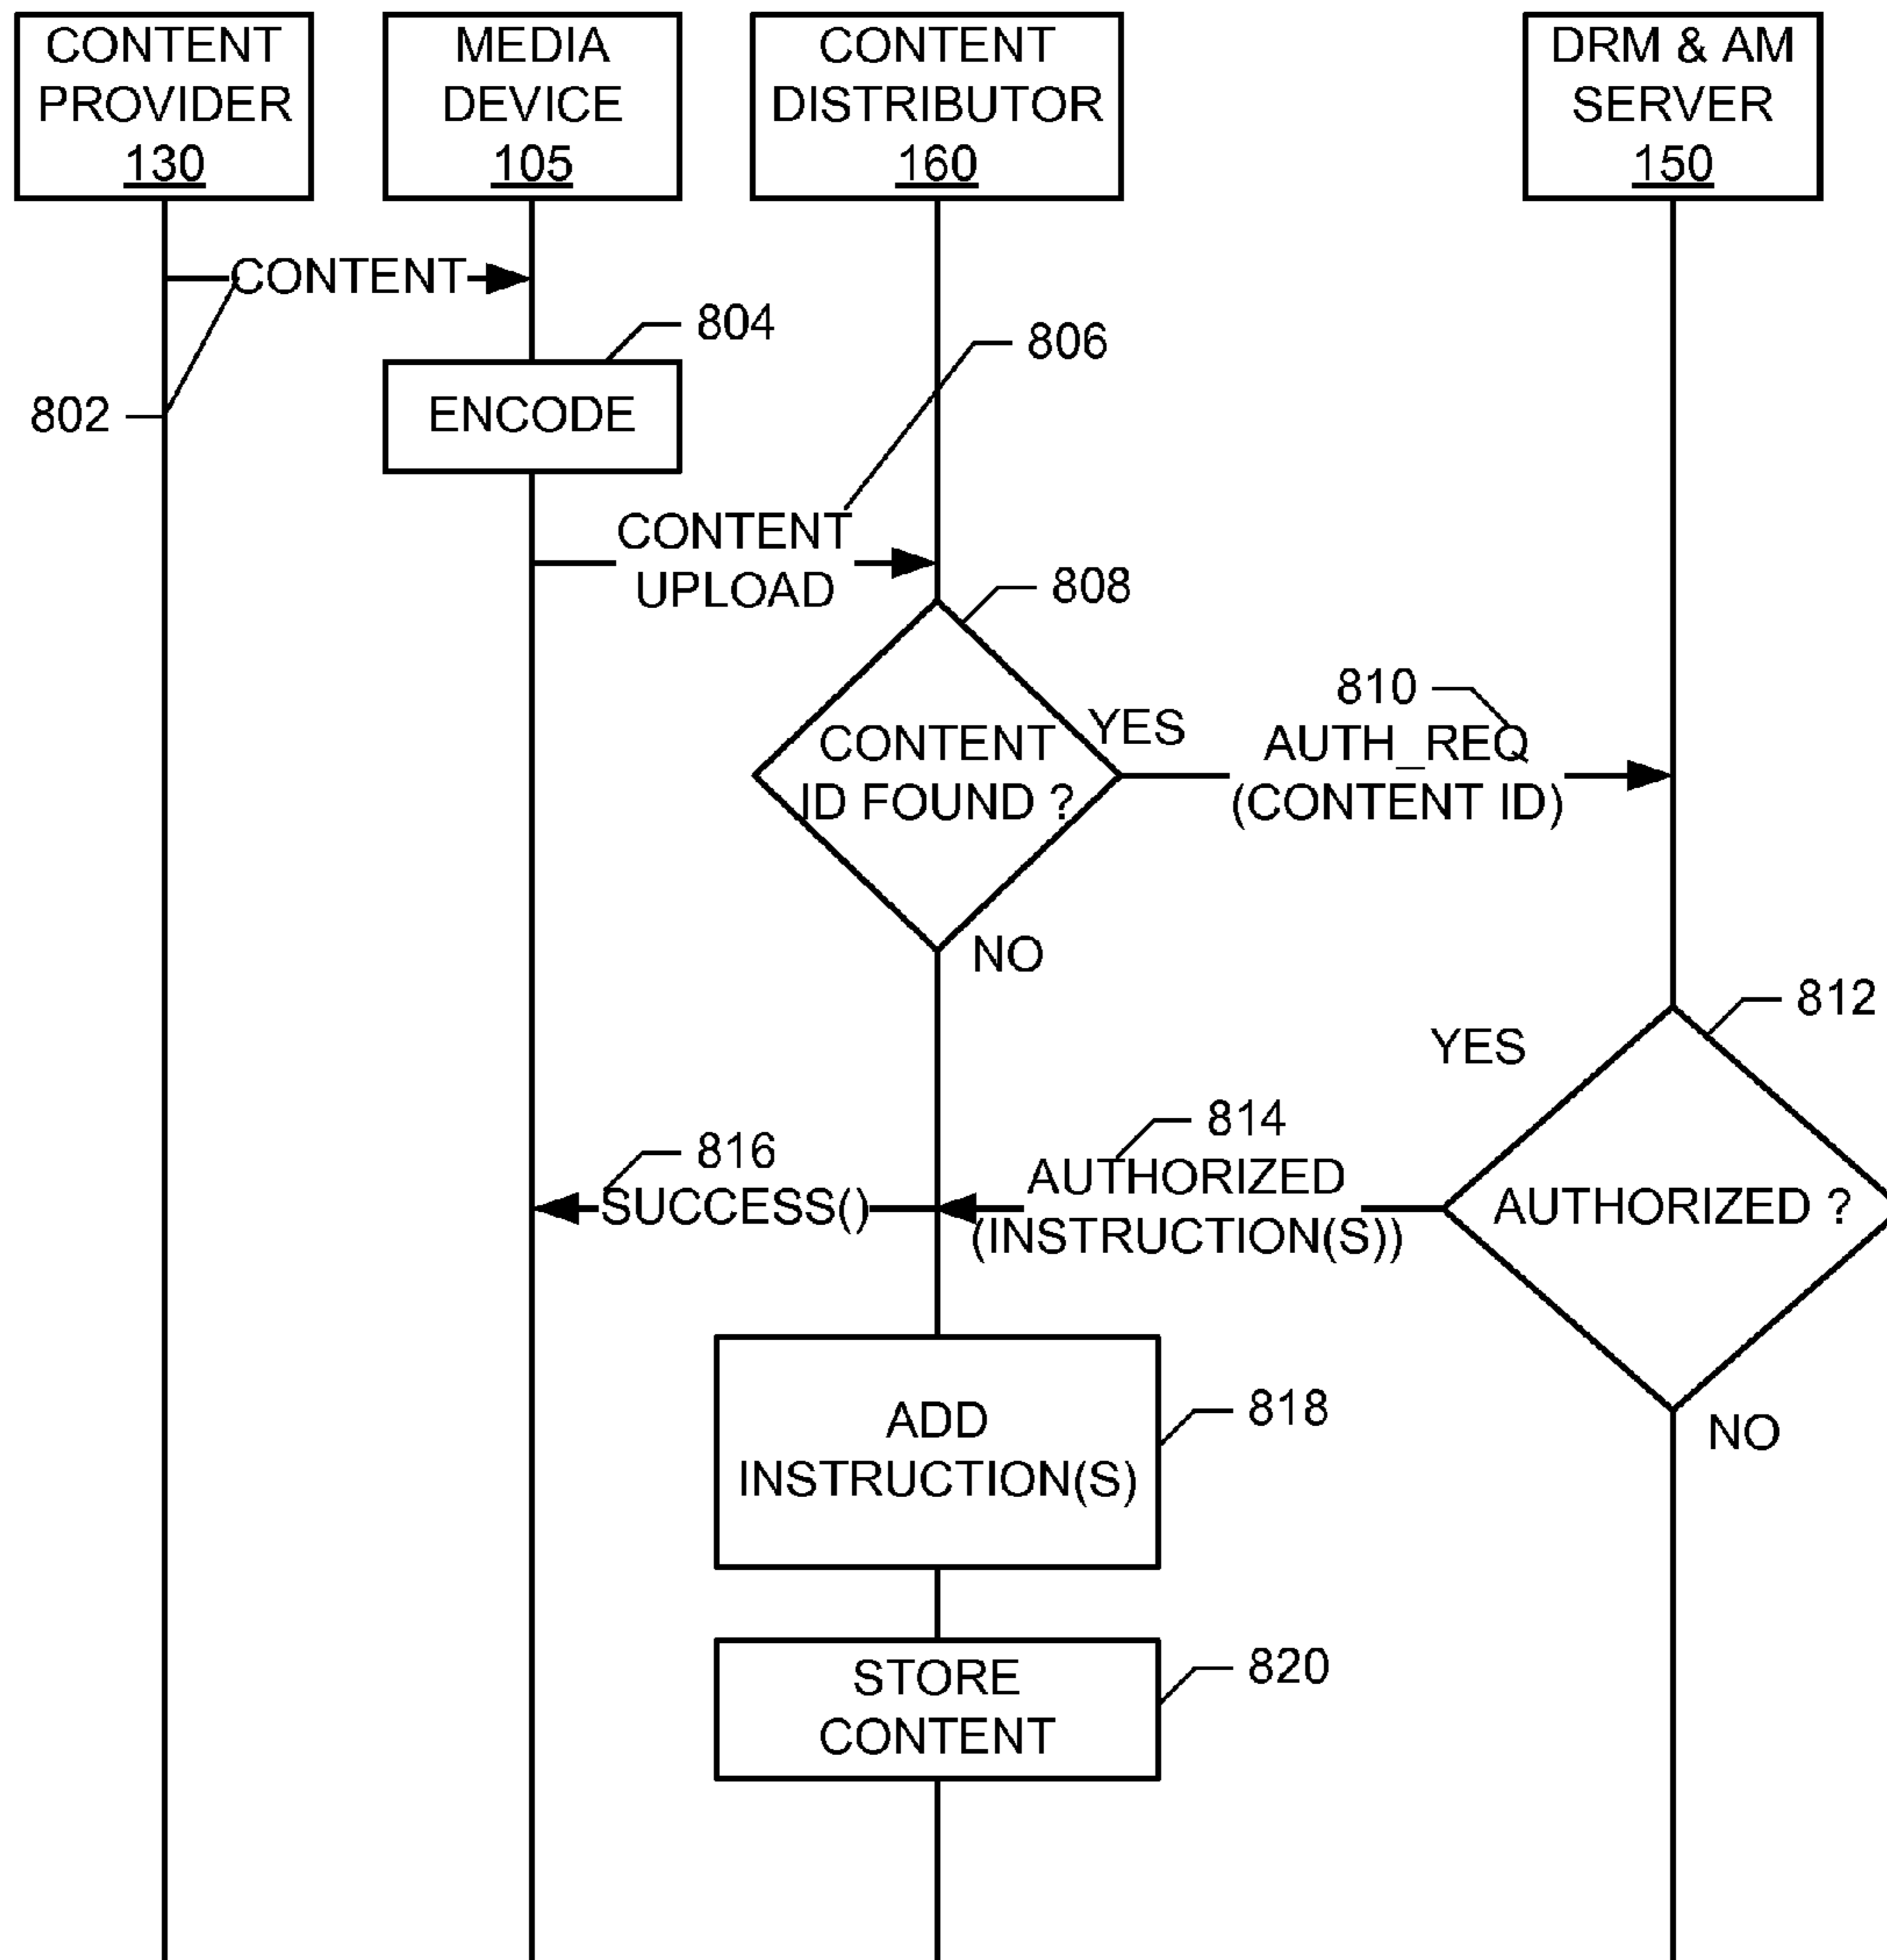 CONTENT
PROVIDER
130
MEDIA
DEVICE
105
CONTENT
DISTRIBUTOR
160
DRM & AM
SERVER
150
CONTENT
802
804
ENCODE
806
CONTENT
UPLOAD
808
CONTENT
ID FOUND ?
YES
NO
810
AUTH_REQ
(CONTENT ID)
812
YES
AUTHORIZED ?
NO
814
AUTHORIZED
(INSTRUCTION(S))
816
SUCCESS()
ADD
INSTRUCTION(S)
818
STORE
CONTENT
820